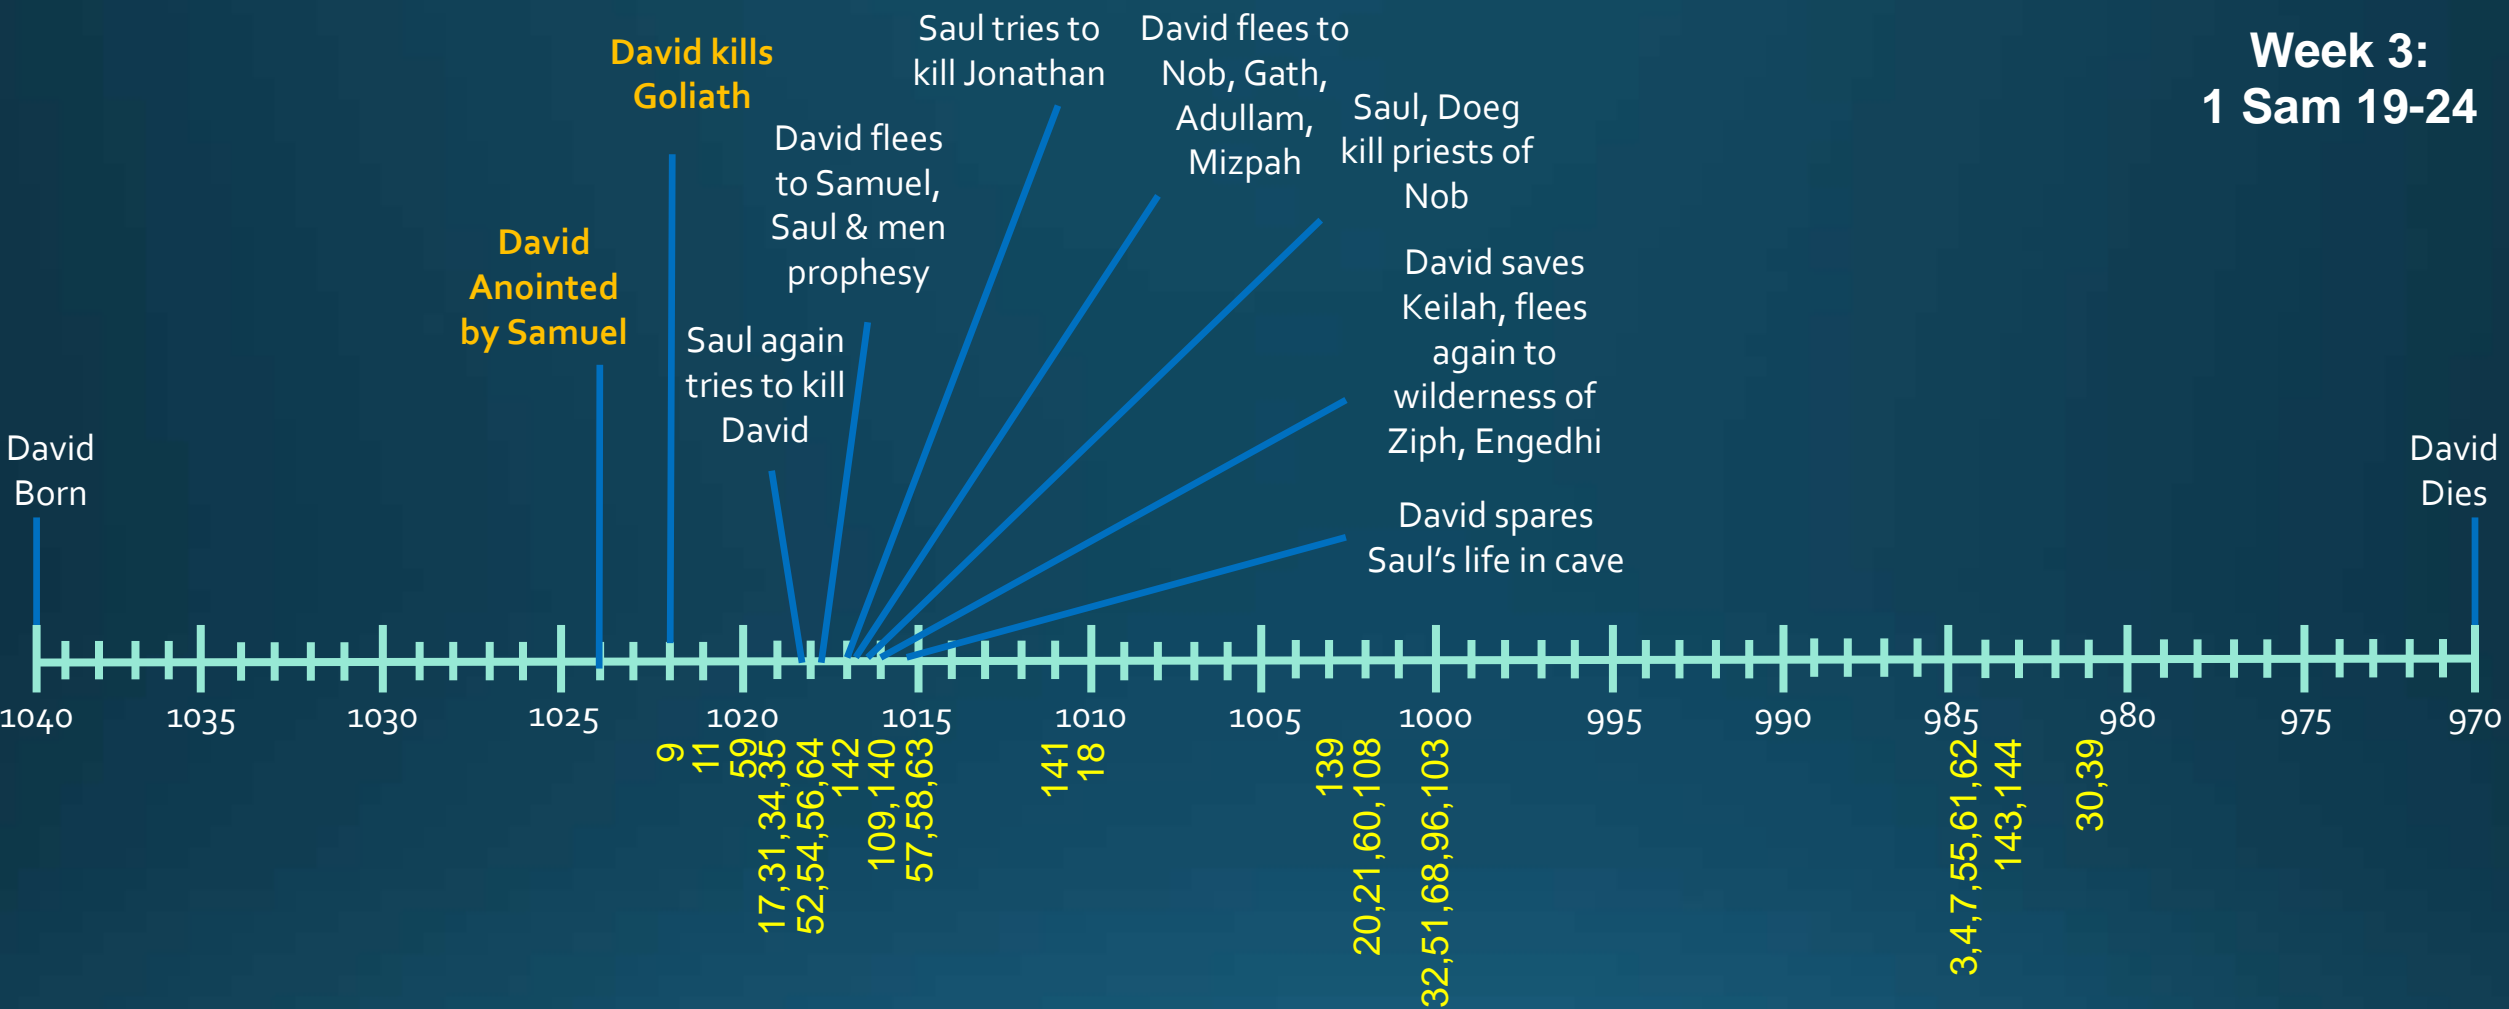 Week 3:
1 Sam 19-24
David
Born
David
Anointed
by Samuel
David kills
Goliath
Saul again
tries to kill
David
David flees
to Samuel,
Saul & men
prophesy
Saul tries to
kill Jonathan
David flees to
Nob, Gath,
Adullam,
Mizpah
Saul, Doeg
kill priests of
Nob
David saves
Keilah, flees
again to
wilderness of
Ziph, Engedhi
David spares
Saul’s life in cave
David
Dies
1040 1035 1030 1025 1020 1015 1010 1005 1000 995 990 985 980 975 970
9
11
59
17,31,34,35
52,54,56,64
142
109,140
57,58,63
141
18
139
20,21,60,108
32,51,68,96,103
3,4,7,55,61,62
143,144
30,39